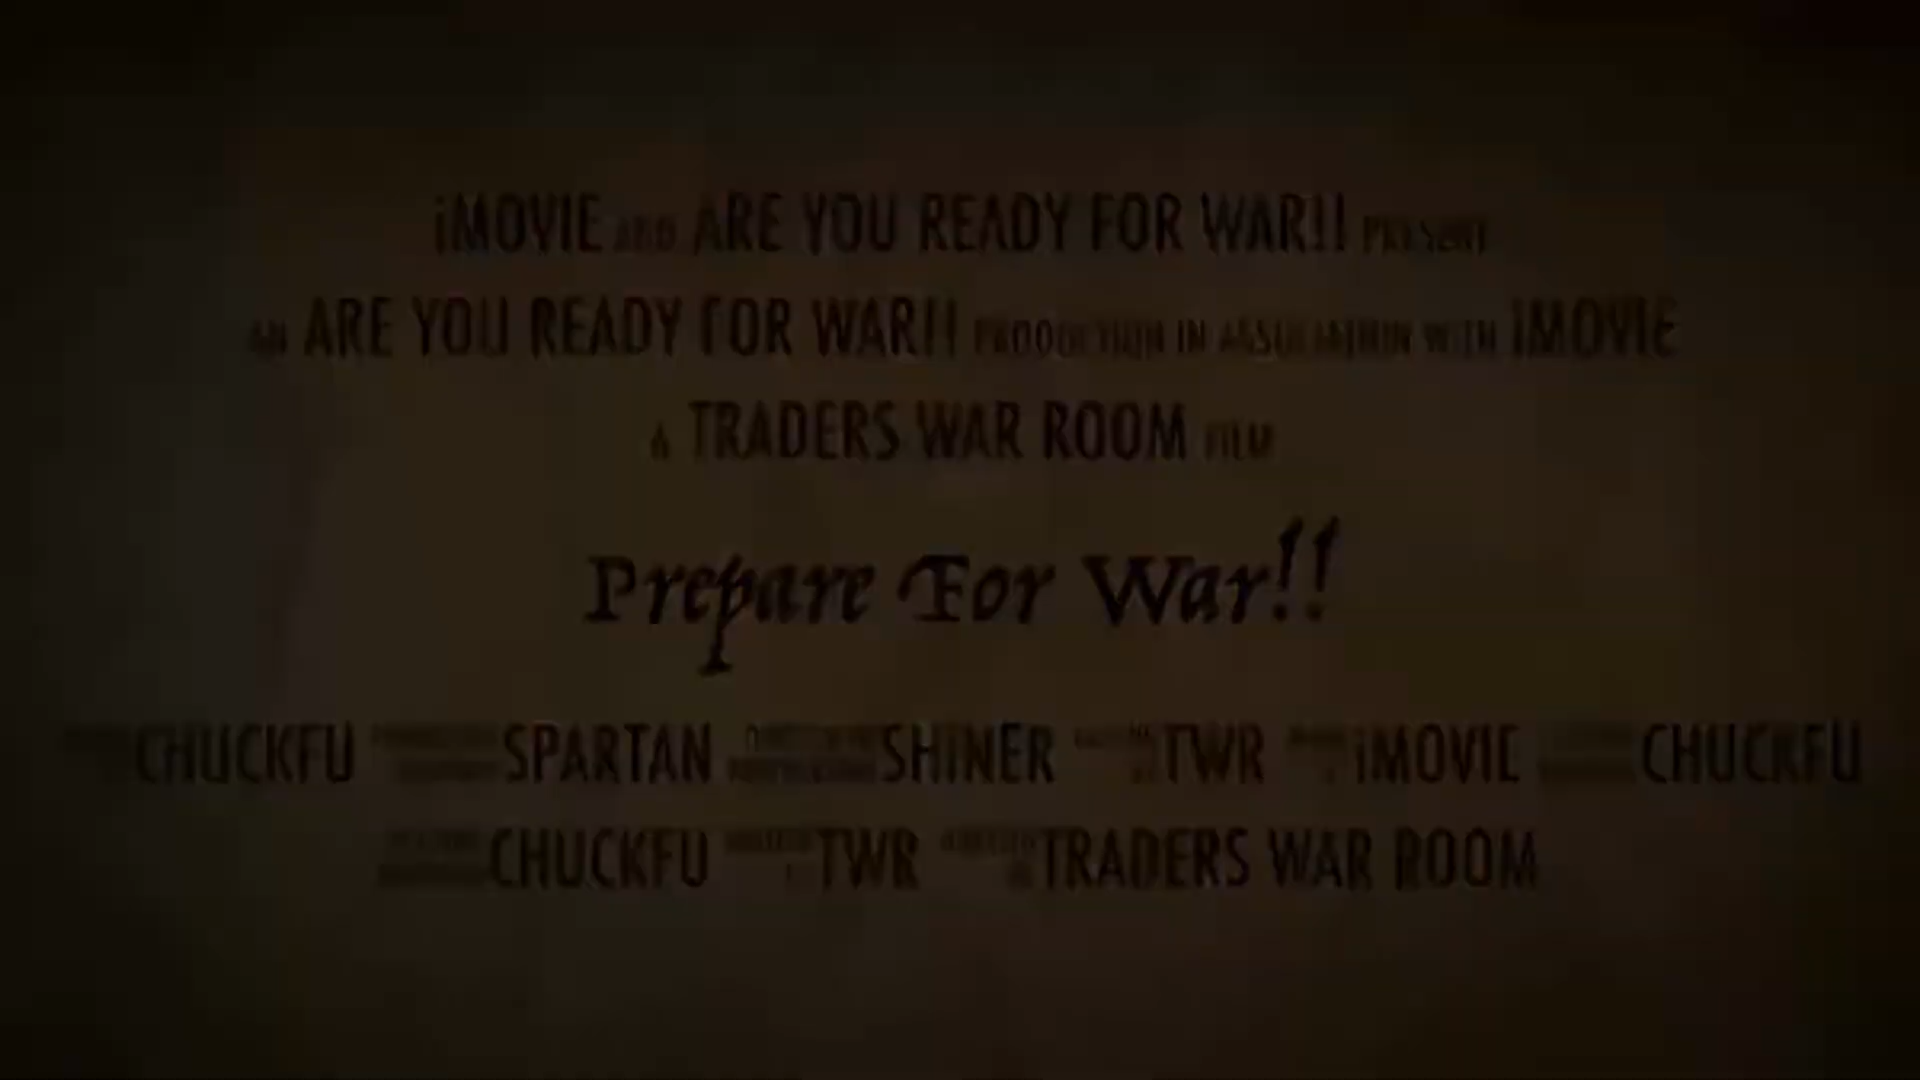 iMOVIE AND ARE YOU READY FOR WAR!! PRESENT
AN ARE YOU READY FOR WAR!! PRODUCTION IN ASSOCIATION WITH iMOVIE
A TRADERS WAR ROOM FILM
Prepare For War!!
CHUCKFU SPARTAN SHINER TWR iMOVIE CHUCKFU
CHUCKFU TWR TRADERS WAR ROOM